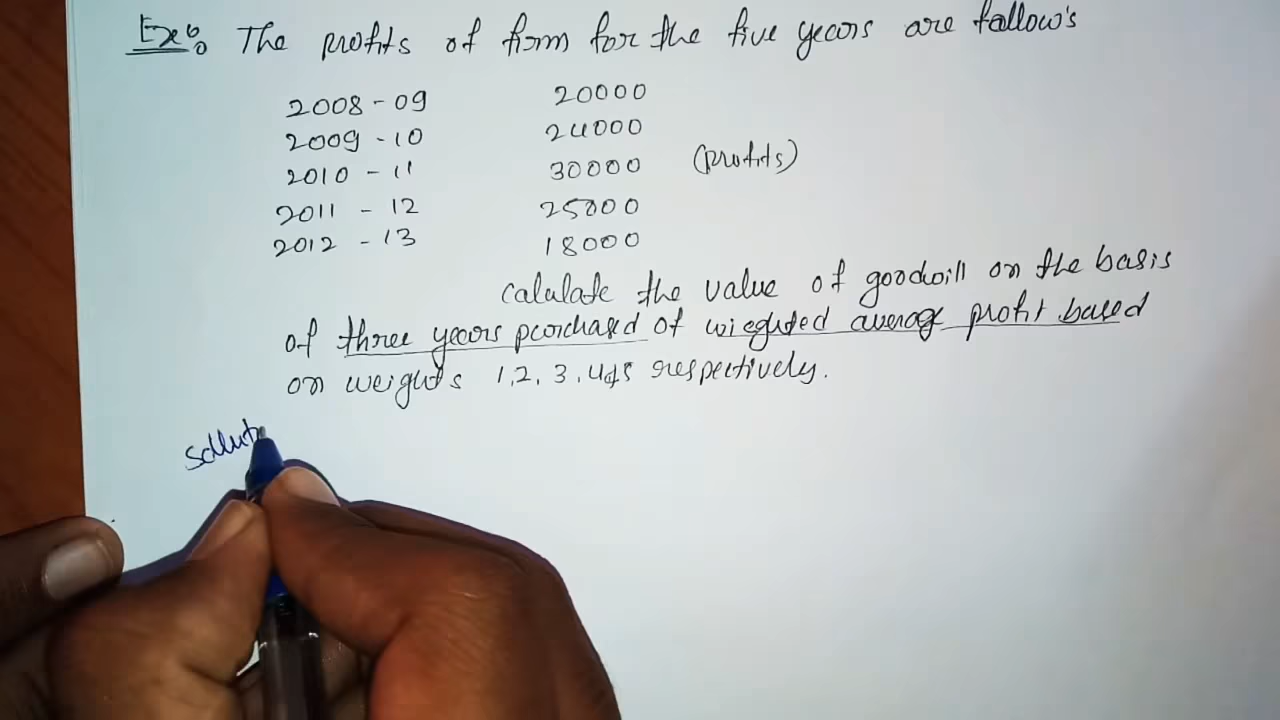 Ex: The profits of firm for the five years are follow's
2008 - 09 20000
2009 - 10 24000
2010 - 11 30000 (profits)
2011 - 12 25000
2012 - 13 18000
calulate the value of goodwill on the basis
of three years purchased of wieghted average profit based
on weights 1, 2, 3, 4 & 5 respectively.
Solut